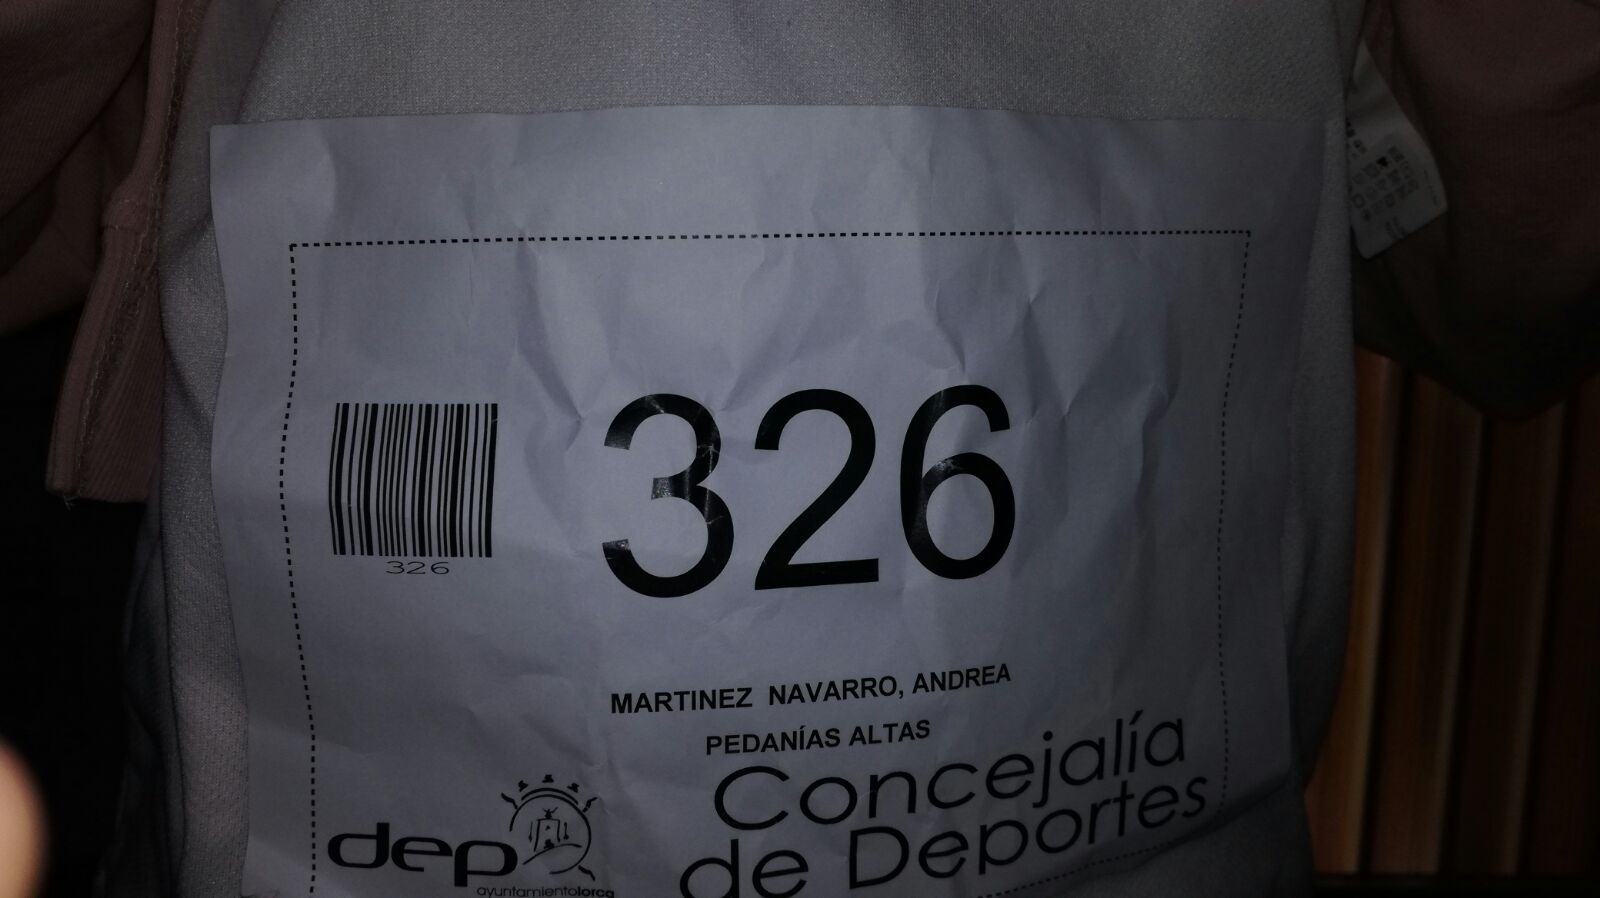 326
326
MARTINEZ NAVARRO, ANDREA
PEDANÍAS ALTAS
Concejalía
de Deportes
dep
ayuntamientolorca